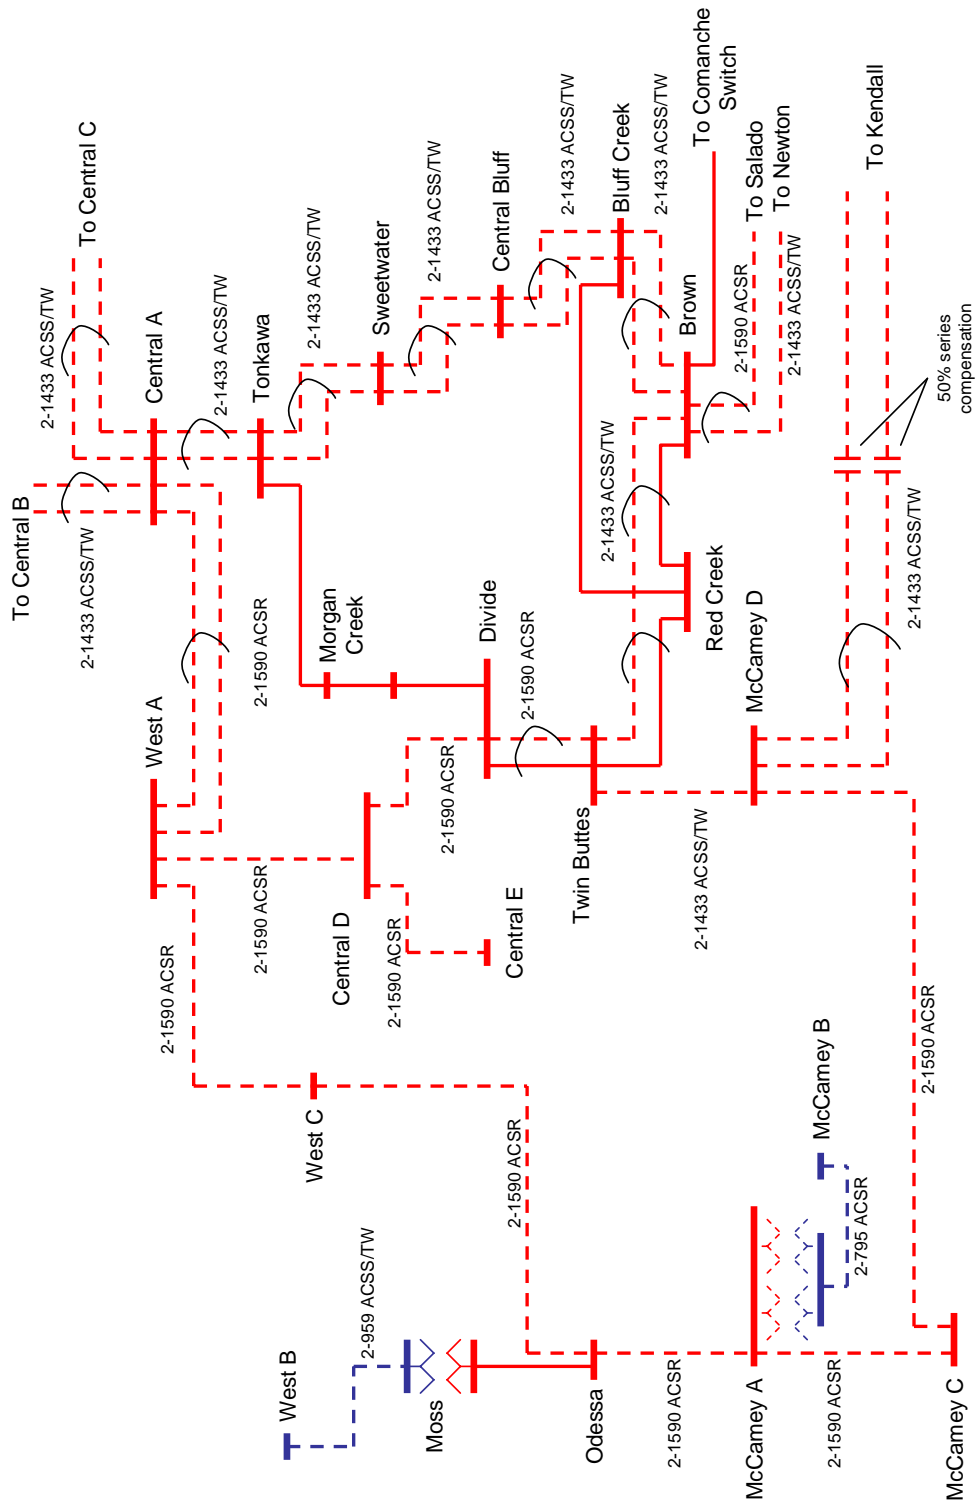 To Central B
2-1433 ACSS/TW
2-1433 ACSS/TW
To Central C
West A
Central A
2-1433 ACSS/TW
Tonkawa
2-1433 ACSS/TW
Sweetwater
2-1433 ACSS/TW
Central Bluff
2-1433 ACSS/TW
Bluff Creek
2-1433 ACSS/TW
2-1590 ACSR
Morgan
Creek
Divide
2-1590 ACSR
2-1433 ACSS/TW
Brown
To Comanche
Switch
2-1590 ACSR
To Salado
To Newton
2-1433 ACSS/TW
Red Creek
2-1590 ACSR
2-1590 ACSR
Central D
2-1590 ACSR
2-1590 ACSR
Central E
Twin Buttes
2-1433 ACSS/TW
McCamey D
2-1433 ACSS/TW
50% series
compensation
To Kendall
West C
2-1590 ACSR
2-1590 ACSR
West B
2-959 ACSS/TW
Moss
Odessa
2-1590 ACSR
McCamey A
McCamey B
2-795 ACSR
2-1590 ACSR
McCamey C